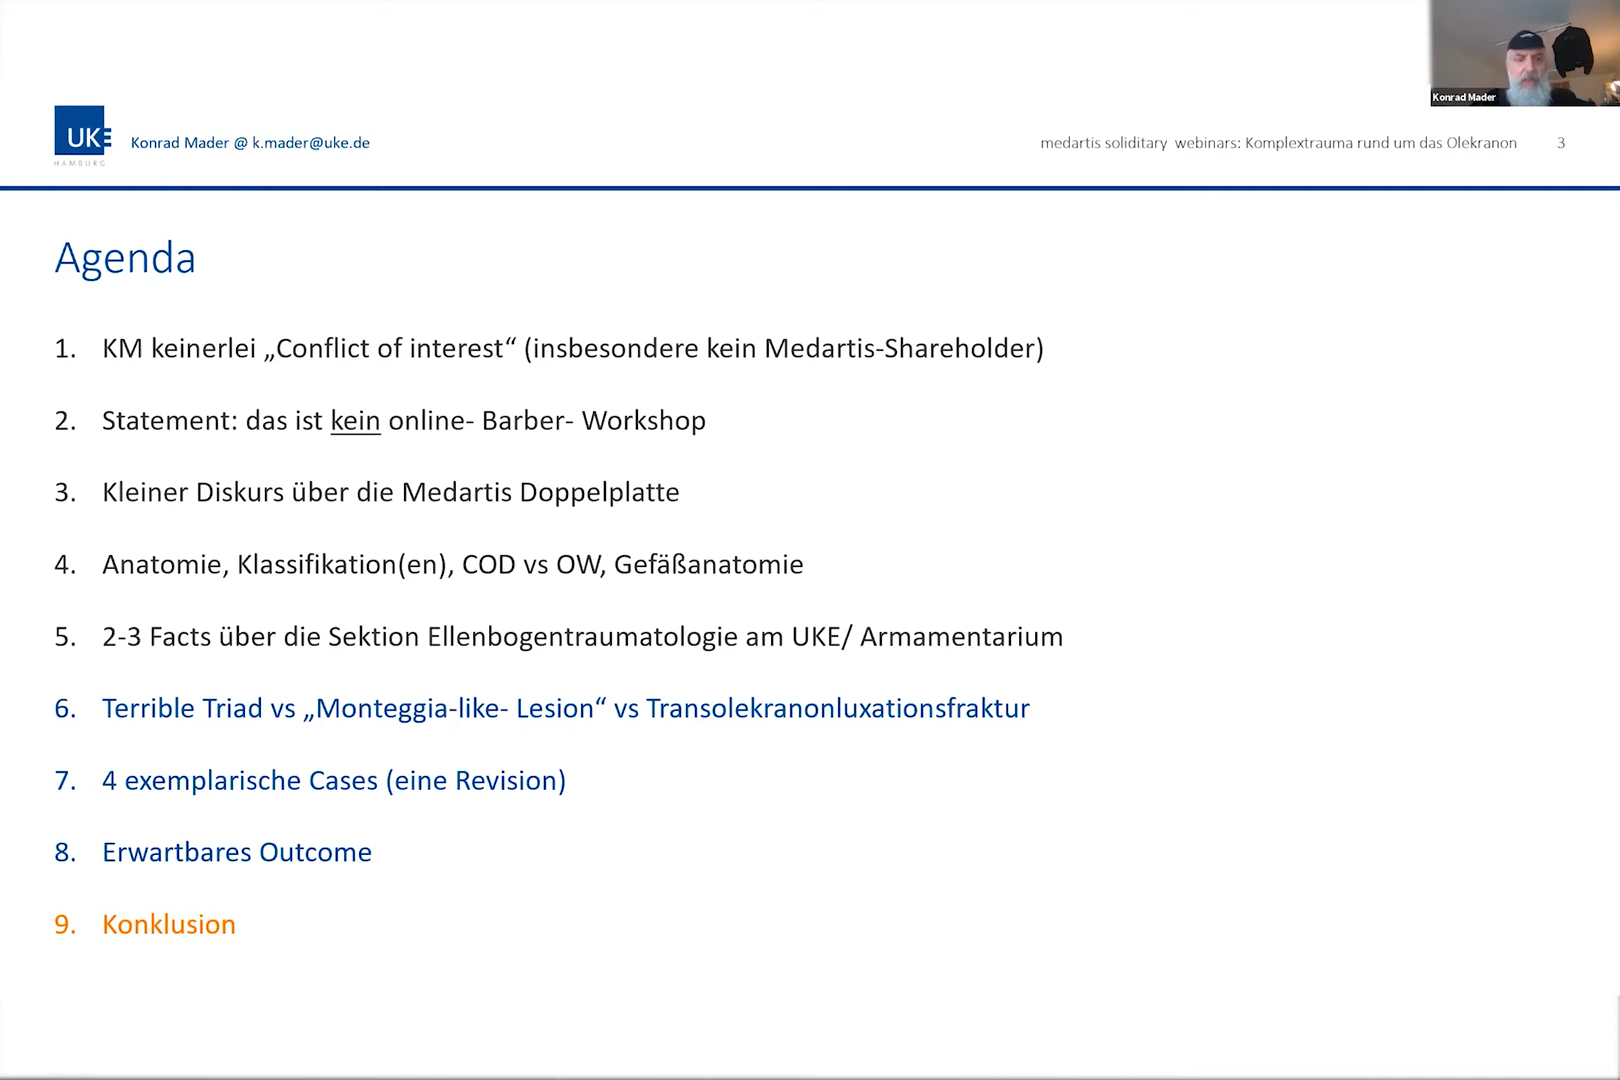 Konrad Mader
UKE
HAMBURG
Konrad Mader @ k.mader@uke.de
medartis soliditary webinars: Komplextrauma rund um das Olekranon 3
Agenda
1. KM keinerlei „Conflict of interest“ (insbesondere kein Medartis-Shareholder)
2. Statement: das ist kein online- Barber- Workshop
3. Kleiner Diskurs über die Medartis Doppelplatte
4. Anatomie, Klassifikation(en), COD vs OW, Gefäßanatomie
5. 2-3 Facts über die Sektion Ellenbogentraumatologie am UKE/ Armamentarium
6. Terrible Triad vs „Monteggia-like- Lesion“ vs Transolekranonluxationsfraktur
7. 4 exemplarische Cases (eine Revision)
8. Erwartbares Outcome
9. Konklusion